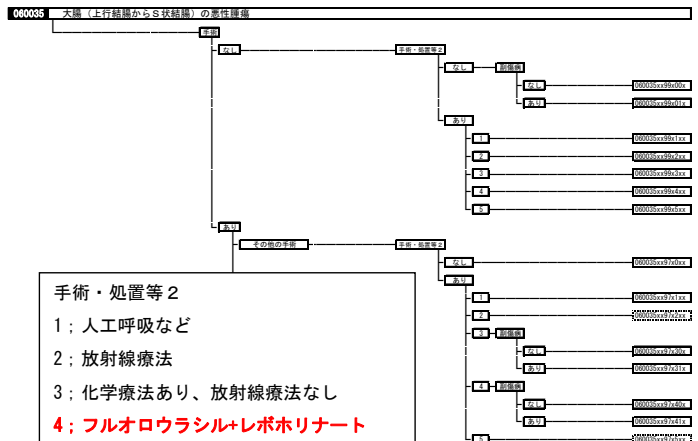 060035 大腸（上行結腸からＳ状結腸）の悪性腫瘍
手術
なし 手術・処置等２
なし 副傷病
なし 060035xx99x00x
あり 060035xx99x01x
あり
1 060035xx99x1xx
2 060035xx99x2xx
3 060035xx99x3xx
4 060035xx99x4xx
5 060035xx99x5xx
あり
その他の手術 手術・処置等２
なし 060035xx97x0xx
あり
1 060035xx97x1xx
2 060035xx97x2xx
3 副傷病
なし 060035xx97x30x
あり 060035xx97x31x
4 副傷病
なし 060035xx97x40x
あり 060035xx97x41x
5 060035xx97x5xx
手術・処置等２
1；人工呼吸など
2；放射線療法
3；化学療法あり、放射線療法なし
4；フルオロウラシル+レボホリナート